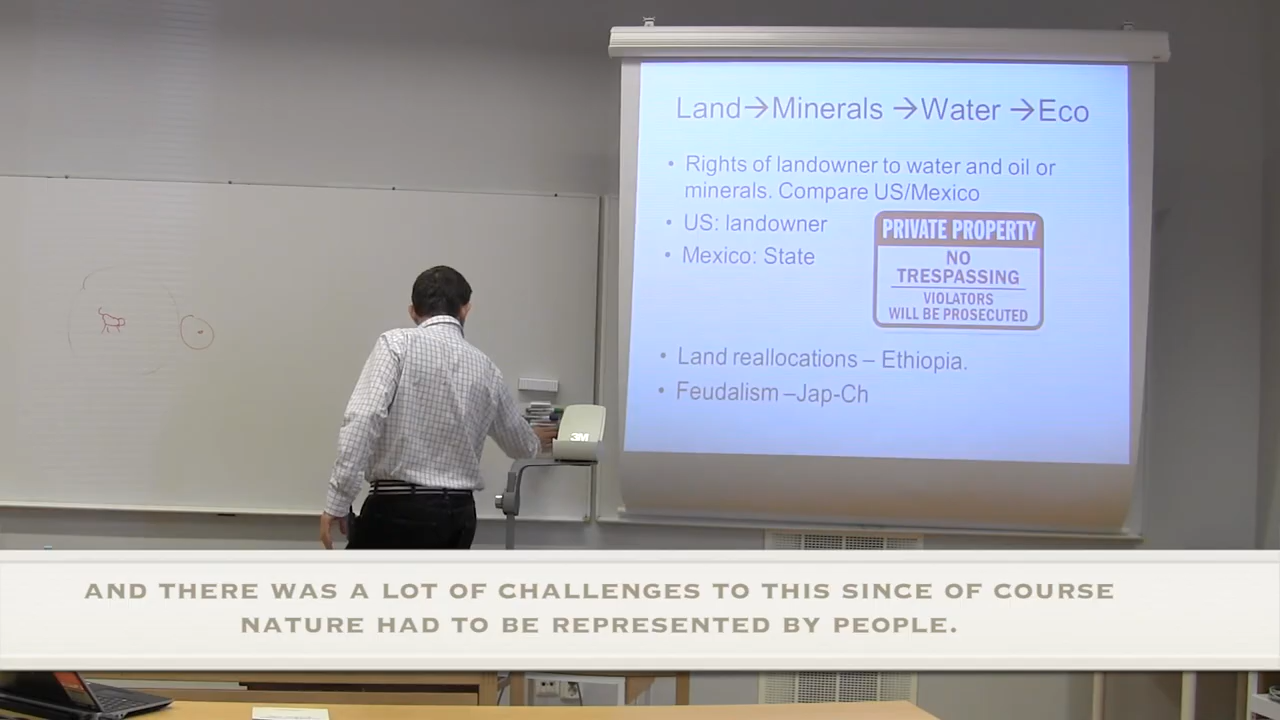 Land→Minerals →Water →Eco
• Rights of landowner to water and oil or
minerals. Compare US/Mexico
• US: landowner
• Mexico: State
PRIVATE PROPERTY
NO
TRESPASSING
VIOLATORS
WILL BE PROSECUTED
• Land reallocations – Ethiopia.
• Feudalism –Jap-Ch
3M
AND THERE WAS A LOT OF CHALLENGES TO THIS SINCE OF COURSE
NATURE HAD TO BE REPRESENTED BY PEOPLE.